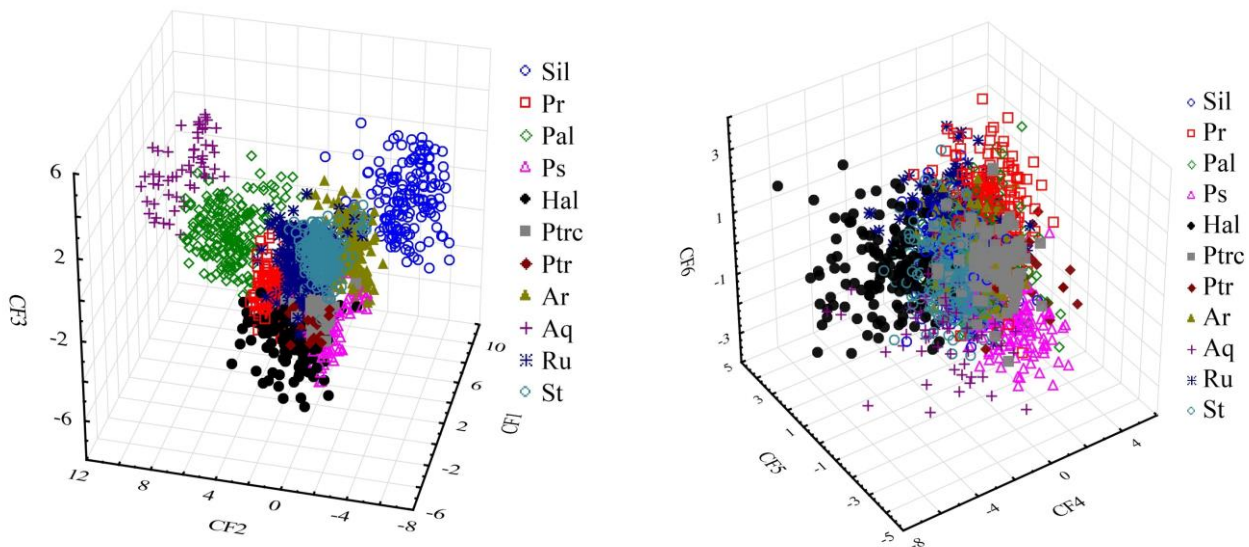 Sil
Pr
Pal
Ps
Hal
Ptrc
Ptr
Ar
Aq
Ru
St
6
2
-2
-6
CF3
12
8
4
0
-4
-8
CF2
10
6
2
-2
-6
CF1
Sil
Pr
Pal
Ps
Hal
Ptrc
Ptr
Ar
Aq
Ru
St
3
1
-1
-3
CF6
5
3
1
-1
-3
-5
CF5
-8
-4
0
4
CF4